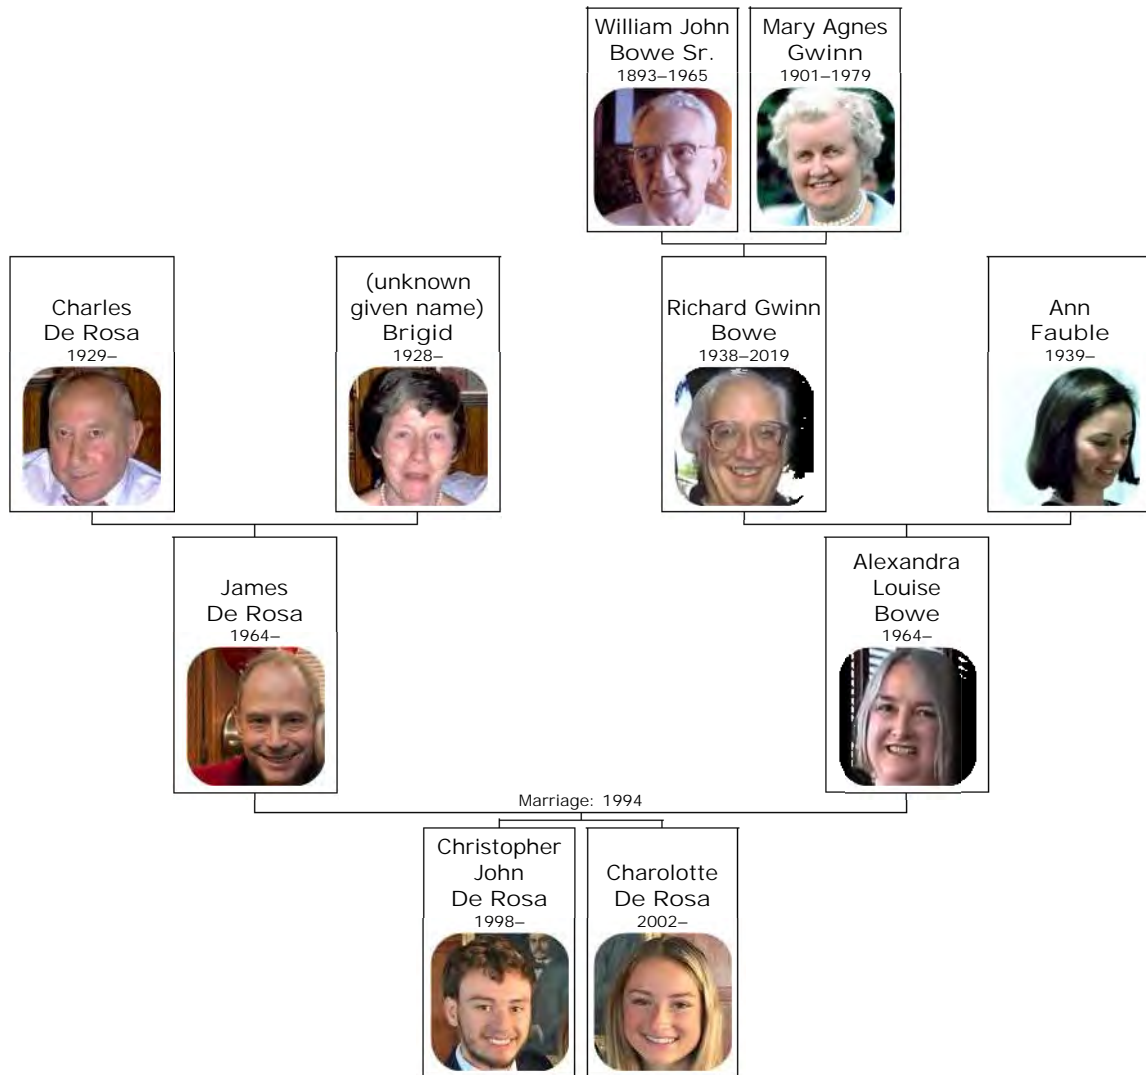 William John
Bowe Sr.
1893–1965
Mary Agnes
Gwinn
1901–1979
Charles
De Rosa
1929–
(unknown
given name)
Brigid
1928–
Richard Gwinn
Bowe
1938–2019
Ann
Fauble
1939–
James
De Rosa
1964–
Alexandra
Louise
Bowe
1964–
Marriage: 1994
Christopher
John
De Rosa
1998–
Charolotte
De Rosa
2002–